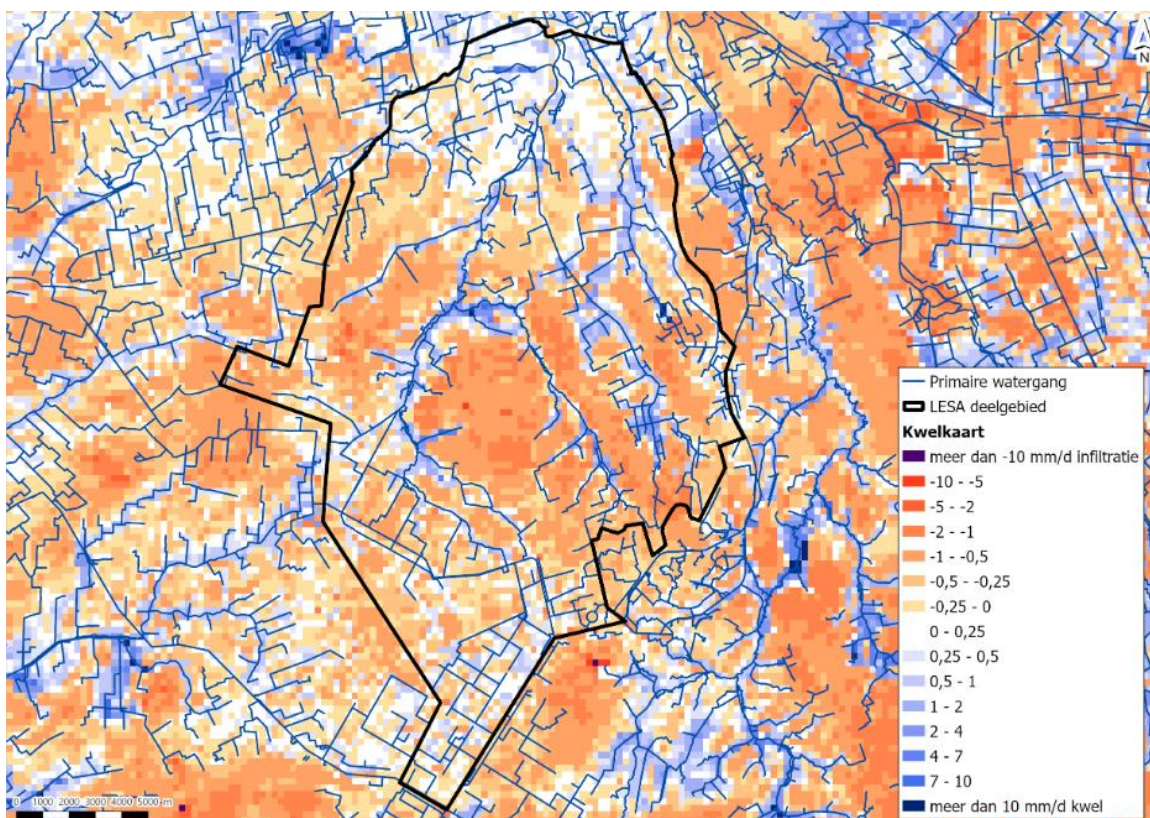 N
Primaire watergang
LESA deelgebied
Kwelkaart
meer dan -10 mm/d infiltratie
-10 - -5
-5 - -2
-2 - -1
-1 - -0,5
-0,5 - -0,25
-0,25 - 0
0 - 0,25
0,25 - 0,5
0,5 - 1
1 - 2
2 - 4
4 - 7
7 - 10
meer dan 10 mm/d kwel
0 1000 2000 3000 4000 5000 m